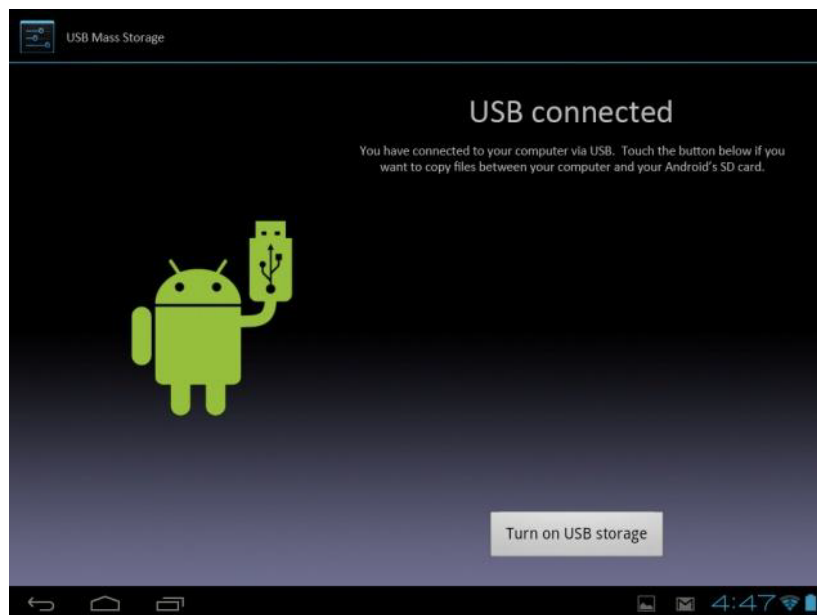 USB Mass Storage
USB connected
You have connected to your computer via USB. Touch the button below if you
want to copy files between your computer and your Android's SD card.
Turn on USB storage
4:47